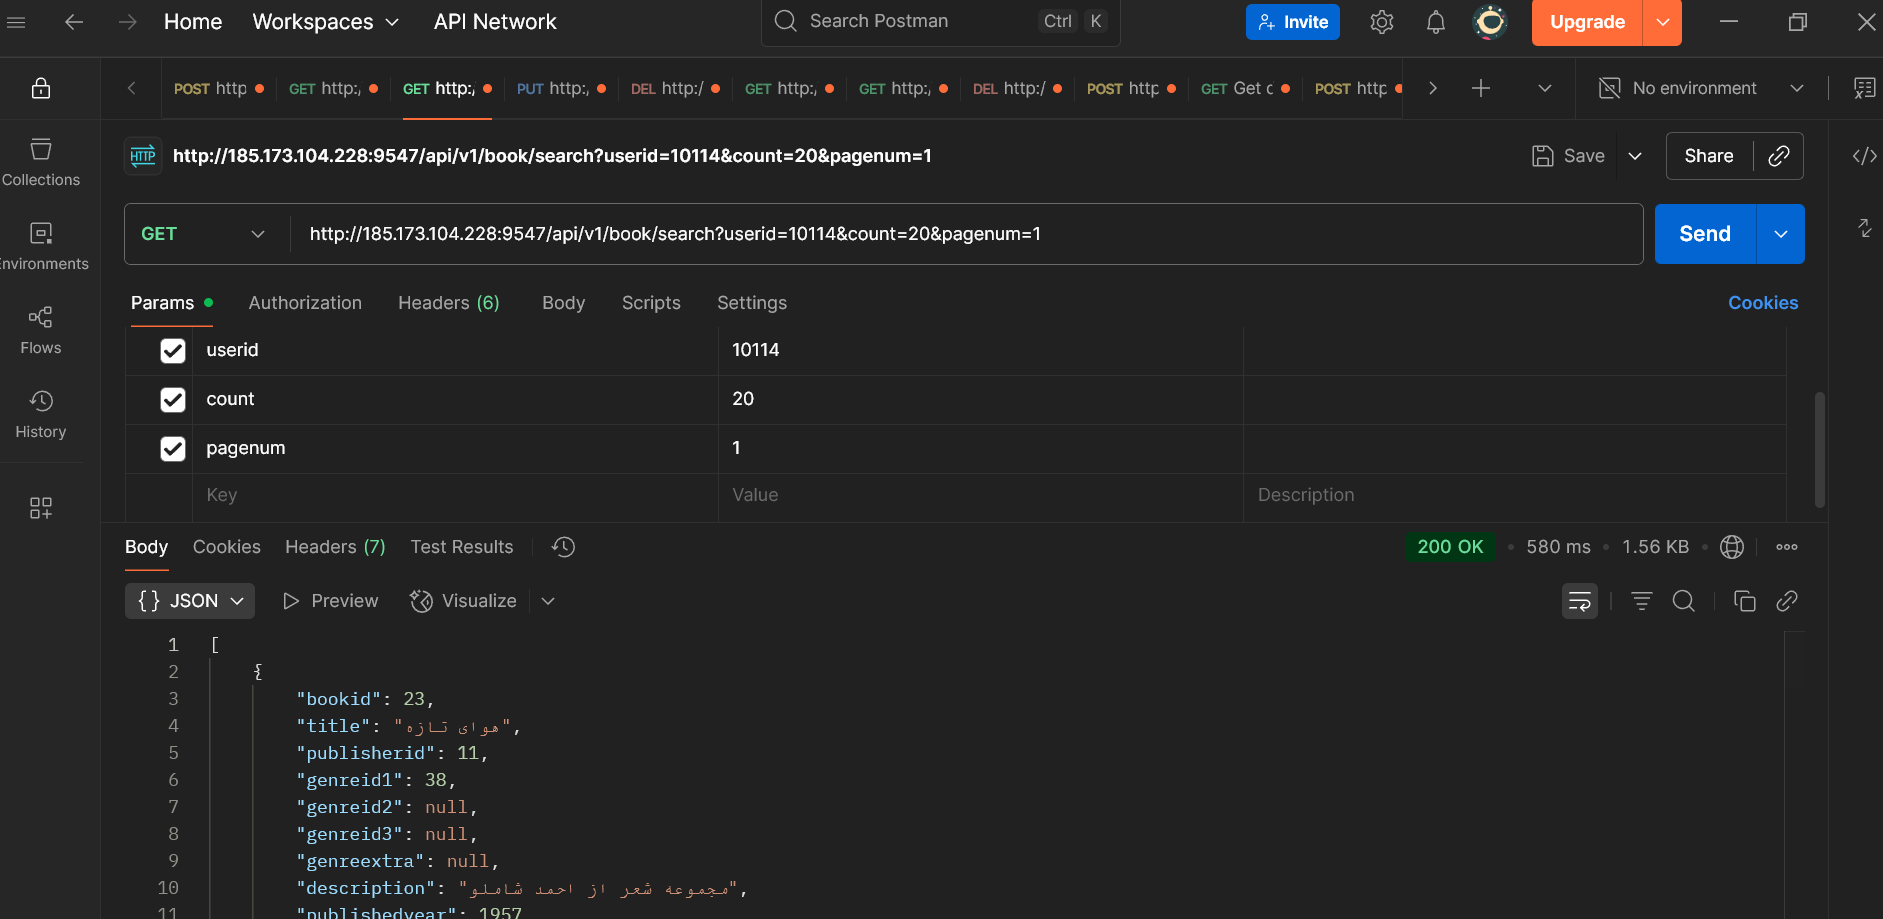 Home Workspaces API Network Search Postman Ctrl K Invite Upgrade
POST http GET http:/ GET http:/ PUT http:/ DEL http:/ GET http:/ GET http:/ DEL http:/ POST http GET Get c POST http No environment
HTTP http://185.173.104.228:9547/api/v1/book/search?userid=10114&count=20&pagenum=1 Save Share
Collections
GET http://185.173.104.228:9547/api/v1/book/search?userid=10114&count=20&pagenum=1 Send
nvironments
Params Authorization Headers (6) Body Scripts Settings Cookies
Flows
userid 10114
count 20
History
pagenum 1
Key Value Description
Body Cookies Headers (7) Test Results 200 OK • 580 ms • 1.56 KB •
{} JSON Preview Visualize
1 [
2 {
3 "bookid": 23,
4 "title": "هوای تازه",
5 "publisherid": 11,
6 "genreid1": 38,
7 "genreid2": null,
8 "genreid3": null,
9 "genreextra": null,
10 "description": "مجموعه شعر از احمد شاملو",
11 "publishedyear": 1957